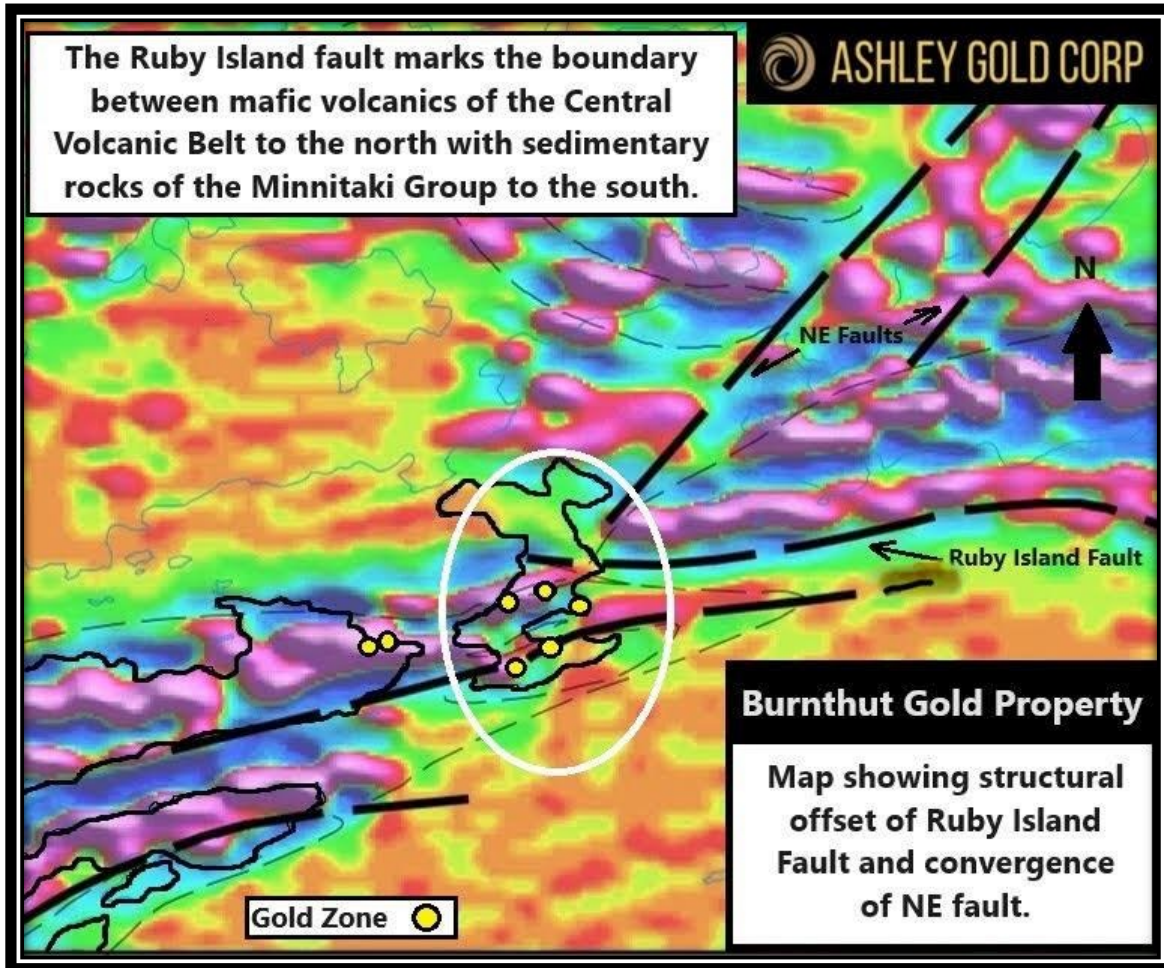 The Ruby Island fault marks the boundary
between mafic volcanics of the Central
Volcanic Belt to the north with sedimentary
rocks of the Minnitaki Group to the south.
ASHLEY GOLD CORP
N
NE Faults
Ruby Island Fault
Burnthut Gold Property
Map showing structural
offset of Ruby Island
Fault and convergence
of NE fault.
Gold Zone